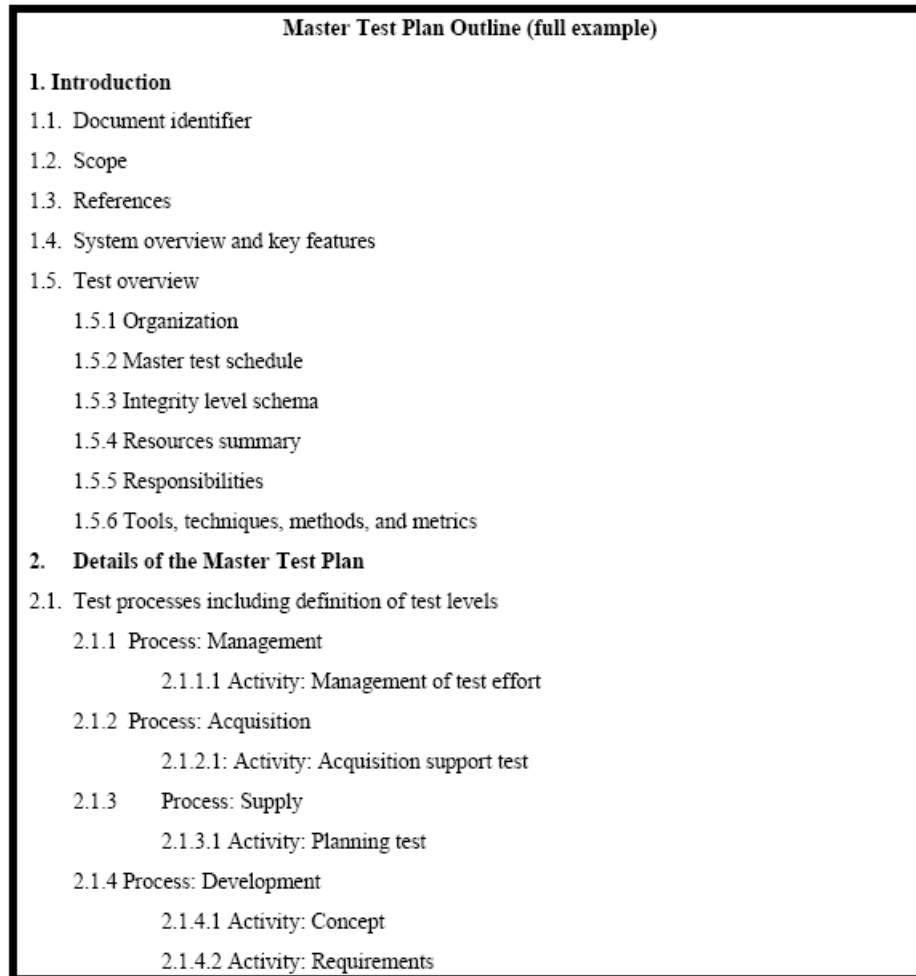 Master Test Plan Outline (full example)
1. Introduction
1.1. Document identifier
1.2. Scope
1.3. References
1.4. System overview and key features
1.5. Test overview
1.5.1 Organization
1.5.2 Master test schedule
1.5.3 Integrity level schema
1.5.4 Resources summary
1.5.5 Responsibilities
1.5.6 Tools, techniques, methods, and metrics
2. Details of the Master Test Plan
2.1. Test processes including definition of test levels
2.1.1 Process: Management
2.1.1.1 Activity: Management of test effort
2.1.2 Process: Acquisition
2.1.2.1: Activity: Acquisition support test
2.1.3 Process: Supply
2.1.3.1 Activity: Planning test
2.1.4 Process: Development
2.1.4.1 Activity: Concept
2.1.4.2 Activity: Requirements